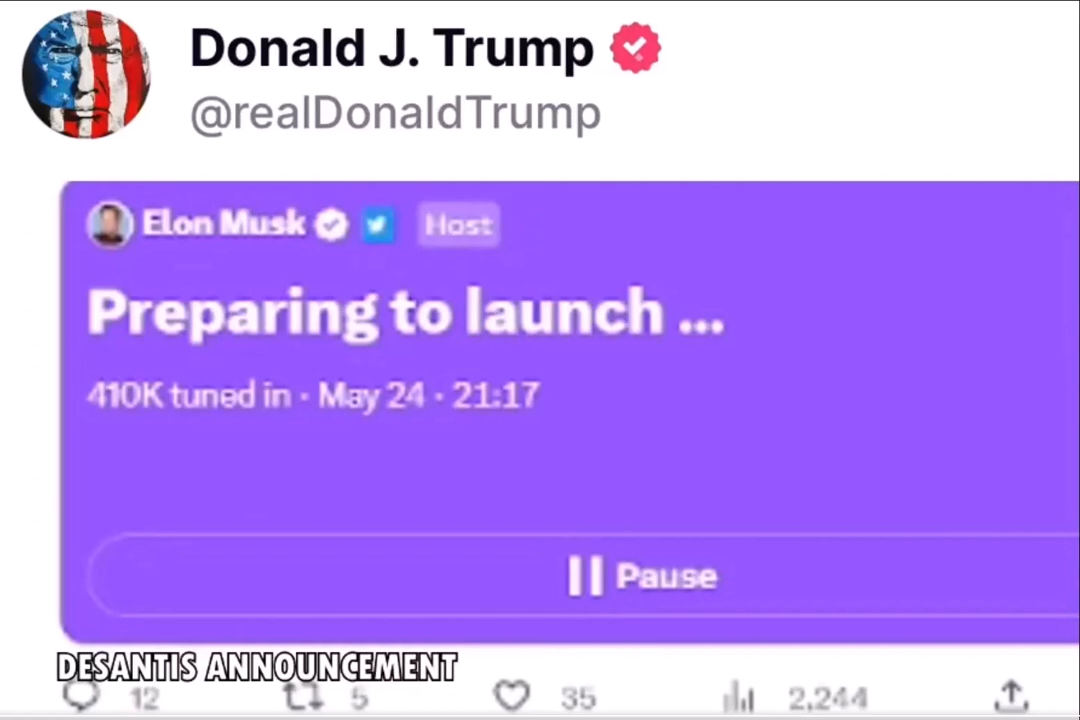 Donald J. Trump
@realDonaldTrump
Elon Musk Host
Preparing to launch ...
410K tuned in · May 24 · 21:17
Pause
DESANTIS ANNOUNCEMENT
12 5 35 2,244